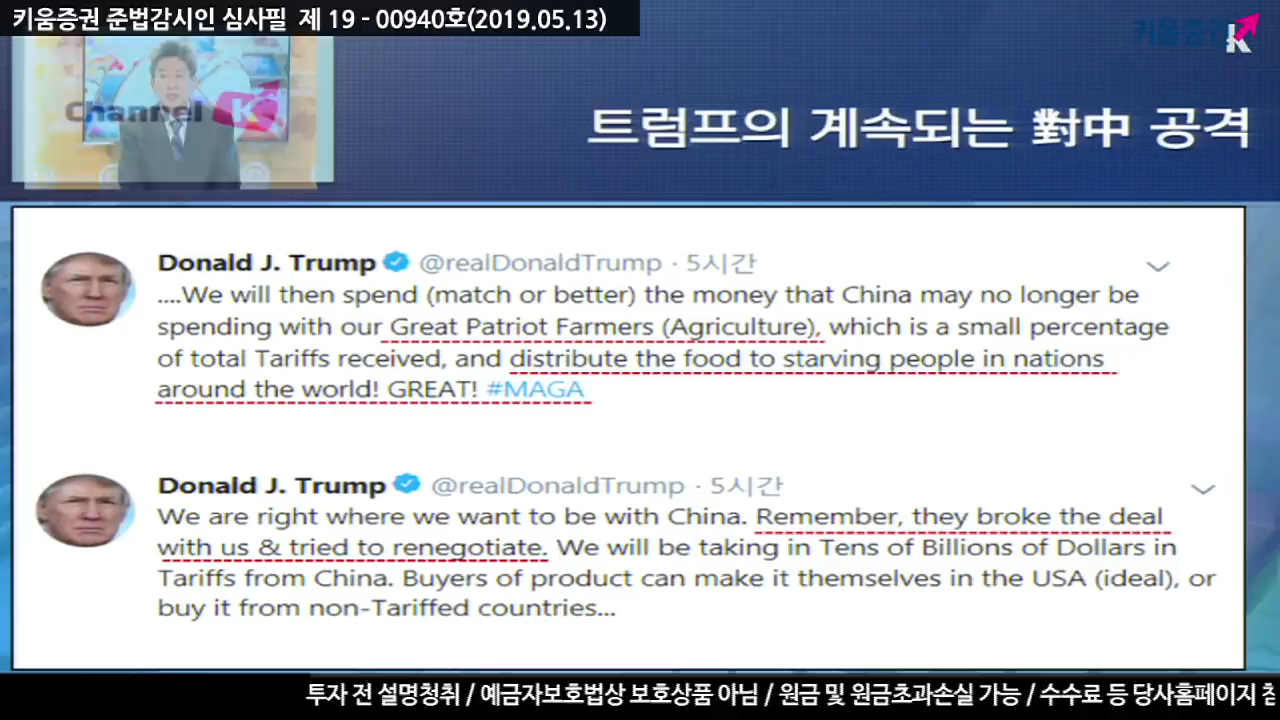 키움증권 준법감시인 심사필 제 19 - 00940호(2019.05.13)
키움증권
K
Channel K
트럼프의 계속되는 對中 공격
Donald J. Trump @realDonaldTrump · 5시간
....We will then spend (match or better) the money that China may no longer be
spending with our Great Patriot Farmers (Agriculture), which is a small percentage
of total Tariffs received, and distribute the food to starving people in nations
around the world! GREAT! #MAGA
Donald J. Trump @realDonaldTrump · 5시간
We are right where we want to be with China. Remember, they broke the deal
with us & tried to renegotiate. We will be taking in Tens of Billions of Dollars in
Tariffs from China. Buyers of product can make it themselves in the USA (ideal), or
buy it from non-Tariffed countries...
투자 전 설명청취 / 예금자보호법상 보호상품 아님 / 원금 및 원금초과손실 가능 / 수수료 등 당사홈페이지 참